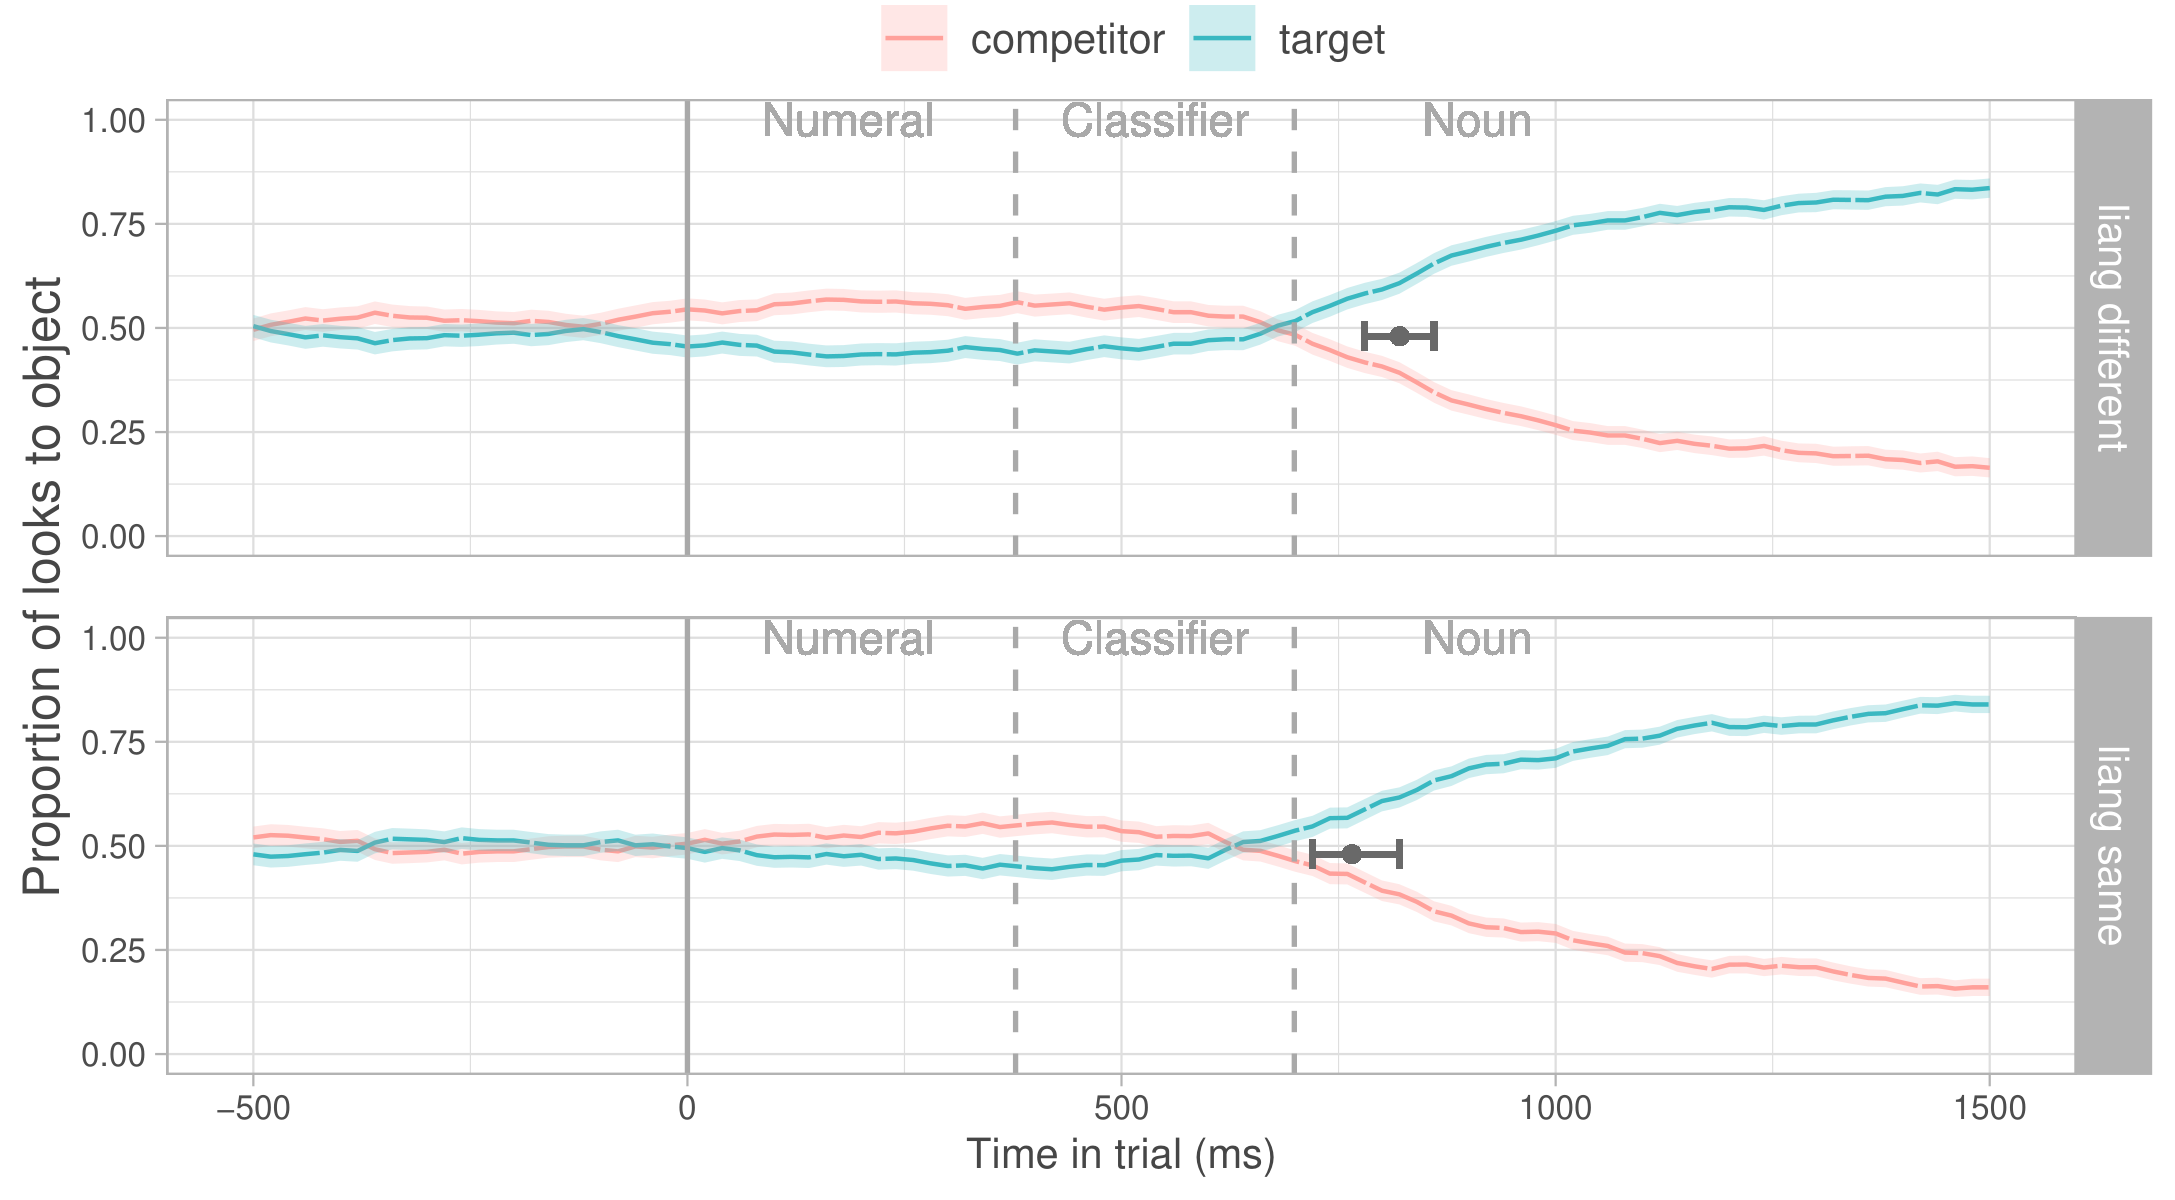 competitor target
Proportion of looks to object
1.00
0.75
0.50
0.25
0.00
Numeral Classifier Noun
liang different
1.00
0.75
0.50
0.25
0.00
Numeral Classifier Noun
liang same
−500 0 500 1000 1500
Time in trial (ms)